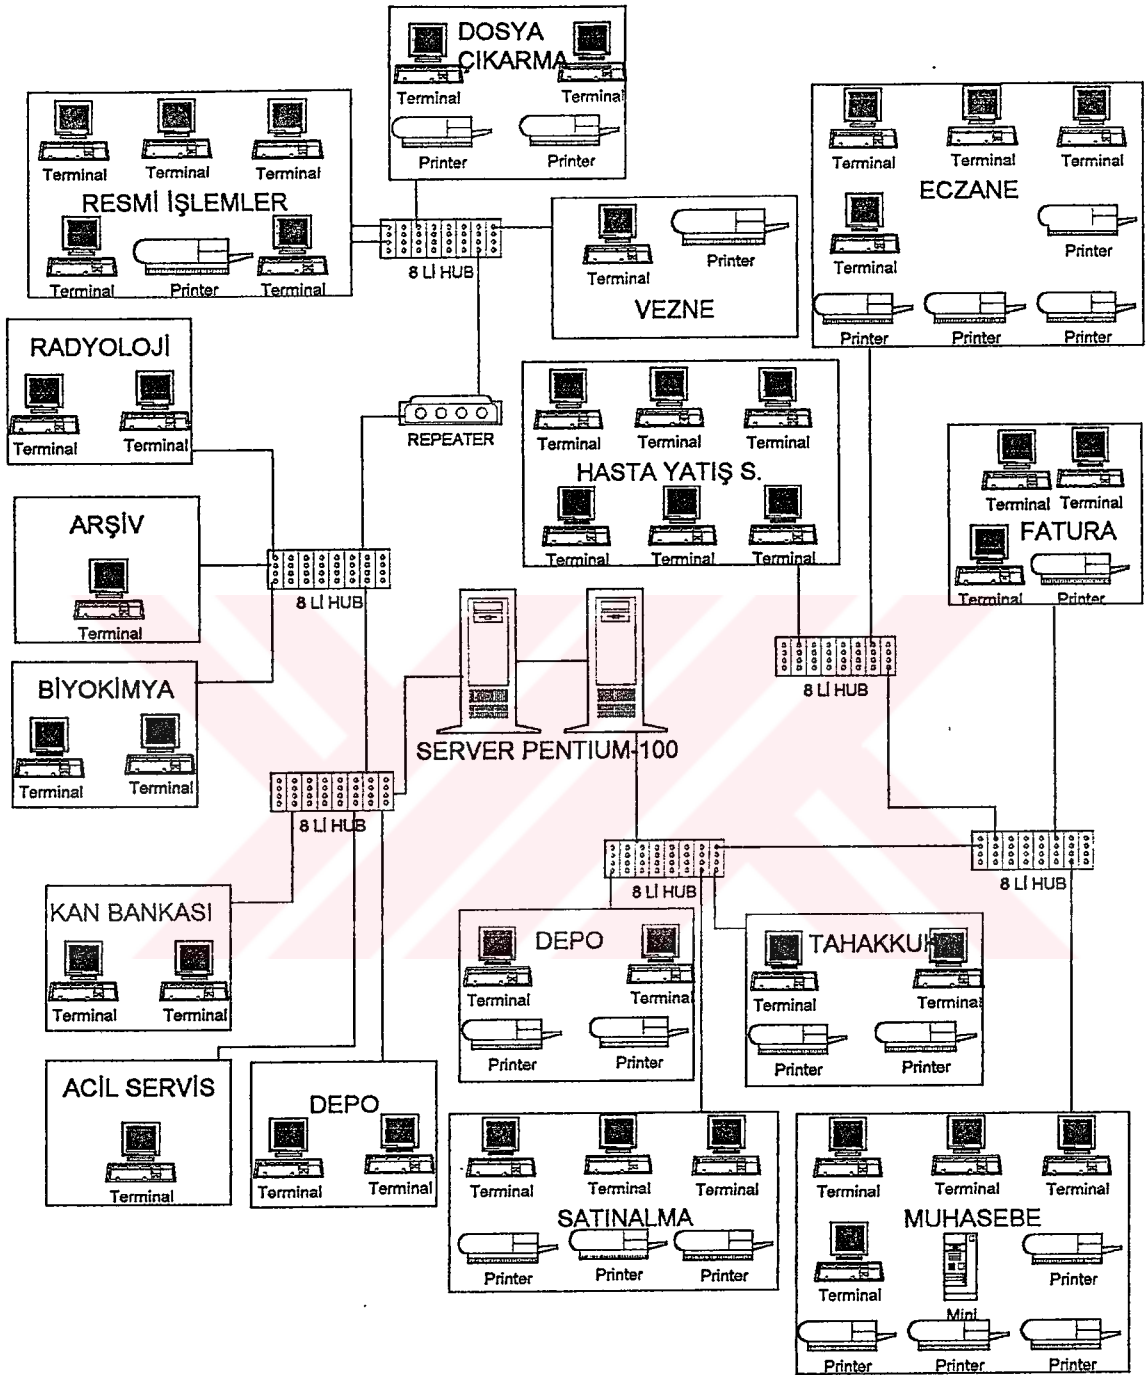 DOSYA
ÇIKARMA
Terminal
Terminal
Printer
Printer
Terminal
Terminal
Terminal
RESMİ İŞLEMLER
Terminal
Printer
Terminal
8 Lİ HUB
Terminal
Printer
VEZNE
Terminal
Terminal
Terminal
ECZANE
Terminal
Printer
Printer
Printer
Printer
RADYOLOJİ
Terminal
Terminal
REPEATER
Terminal
Terminal
Terminal
HASTA YATIŞ S.
Terminal
Terminal
Terminal
Terminal
Terminal
FATURA
Terminal
Printer
ARŞİV
Terminal
8 Lİ HUB
BİYOKİMYA
Terminal
Terminal
SERVER PENTIUM-100
8 Lİ HUB
8 Lİ HUB
8 Lİ HUB
8 Lİ HUB
KAN BANKASI
Terminal
Terminal
DEPO
Terminal
Terminal
Printer
Printer
TAHAKKUH
Terminal
Terminal
Printer
Printer
ACİL SERVİS
Terminal
DEPO
Terminal
Terminal
Terminal
Terminal
Terminal
SATINALMA
Printer
Printer
Printer
Terminal
Terminal
Terminal
MUHASEBE
Terminal
Mini
Printer
Printer
Printer
Printer